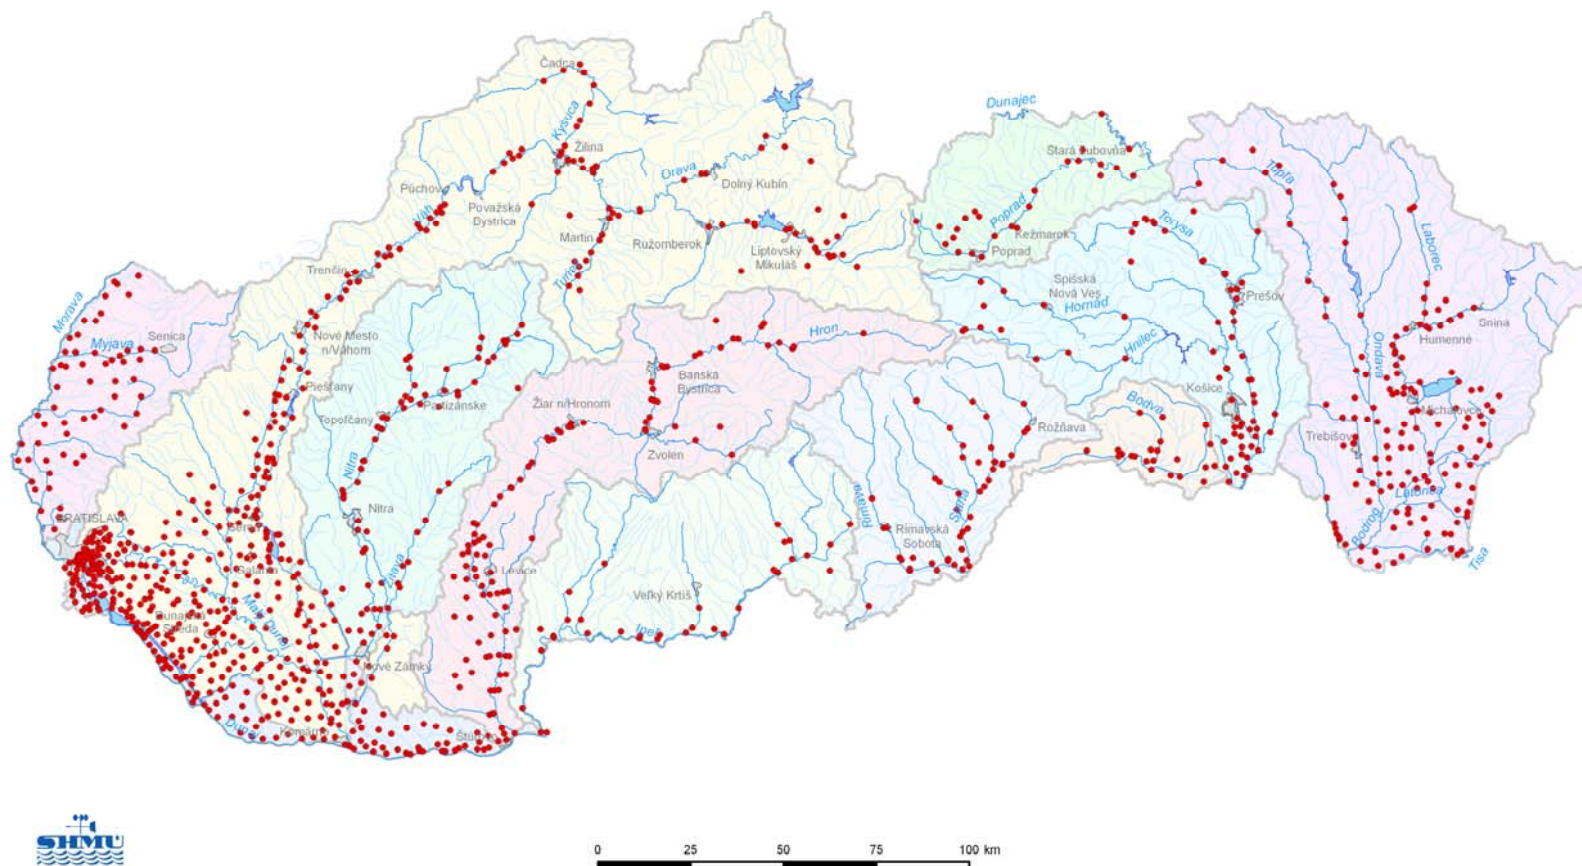 Čadca
Dunajec
Kysuca
Žilina
Stará Ľubovňa
Orava
Dolný Kubín
Topľa
Púchov
Považská
Bystrica
Váh
Poprad
Kežmarok
Torysa
Laborec
Martin
Ružomberok
Liptovský
Mikuláš
Poprad
Trenčín
Turiec
Spišská
Nová Ves
Hornád
Prešov
Morava
Myjava
Senica
Nové Mesto
n/Váhom
Hron
Hnilec
Ondava
Snina
Humenné
Piešťany
Banská
Bystrica
Košice
Partizánske
Topoľčany
Žiar n/Hronom
Bodva
Michalovce
Zvolen
Rožňava
Trebišov
Nitra
Nitra
BRATISLAVA
Sereď
Rimava
Slaná
Rimavská
Sobota
Latorica
Bodrog
Tisa
Galanta
Žitava
Levice
Malý Dunaj
Dunajská
Streda
Veľký Krtíš
Ipeľ
Nové Zámky
Dunaj
Komárno
Štúrovo
SHMÚ
0 25 50 75 100 km